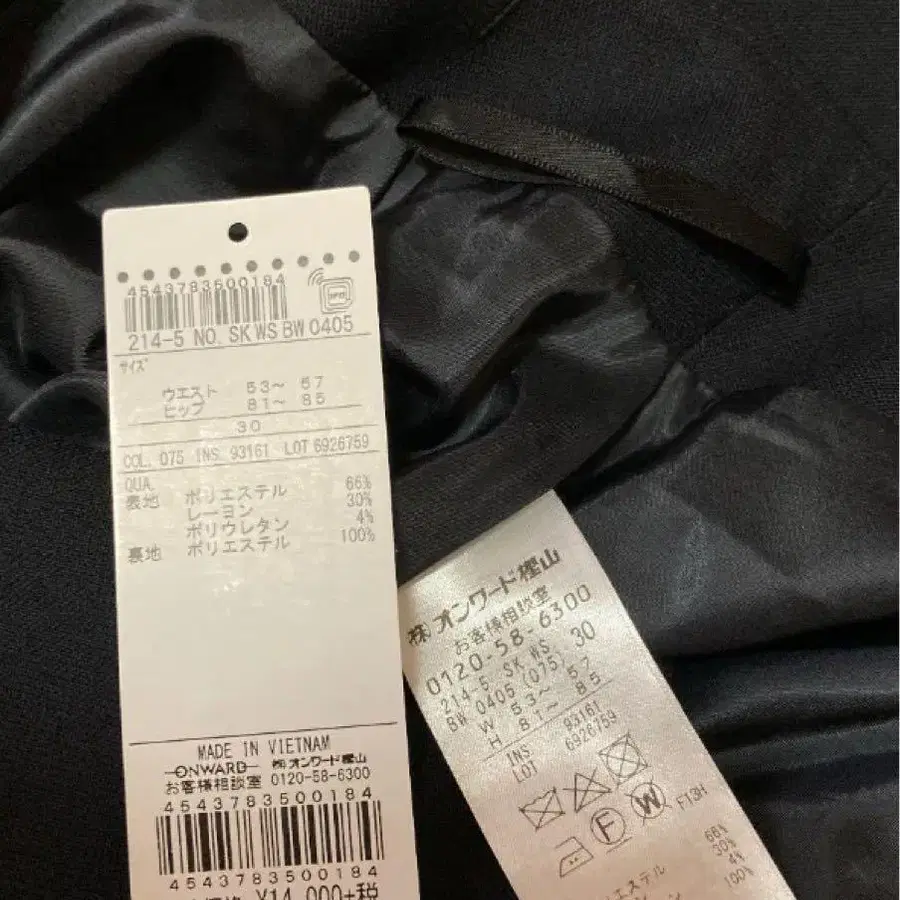 4543783500184
214-5 NO. SK WS BW 0405
サイズ
ウエスト 53～ 57
ヒップ 81～ 85
30
COL. 075 INS. 93161 LOT 6926759
QUA.
表地 ポリエステル 66%
レーヨン 30%
ポリウレタン 4%
裏地 ポリエステル 100%
MADE IN VIETNAM
ONWARD ㈱オンワード樫山
お客様相談室 0120-58-6300
4543783500184
4543783500184
¥14,000+税
㈱オンワード樫山
お客様相談室
0120-58-6300
214-5 SK WS 30
BW 0405 (075)
W 53～ 57
H 81～ 85
INS 93161
LOT 6926759
F W F13H
66%
30%
4%
100%